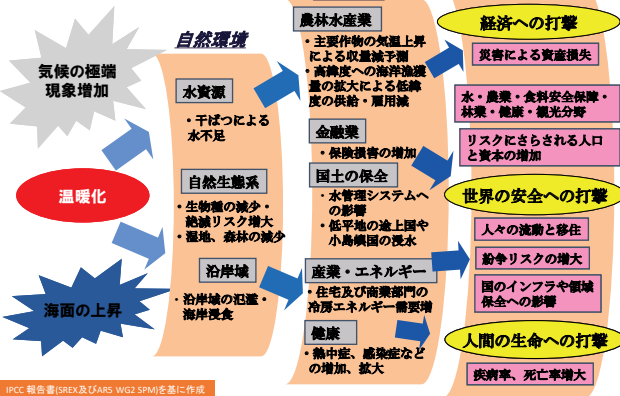 気候の極端
現象増加
温暖化
海面の上昇
自然環境
水資源
・干ばつによる
水不足
自然生態系
・生物種の減少・
絶滅リスク増大
・湿地、森林の減少
沿岸域
・沿岸域の氾濫・
海岸浸食
農林水産業
・主要作物の気温上昇
による収量減予測
・高緯度への海洋漁獲
量の拡大による低緯
度の供給・雇用減
金融業
・保険損害の増加
国土の保全
・水管理システムへ
の影響
・低平地の途上国や
小島嶼国の浸水
産業・エネルギー
・住宅及び商業部門の
冷房エネルギー需要増
健康
・熱中症、感染症など
の増加、拡大
経済への打撃
災害による資産損失
水・農業・食料安全保障・
林業・健康・観光分野
リスクにさらされる人口
と資本の増加
世界の安全への打撃
人々の流動と移住
紛争リスクの増大
国のインフラや領域
保全への影響
人間の生命への打撃
疾病率、死亡率増大
IPCC 報告書(SREX及びAR5 WG2 SPM)を基に作成